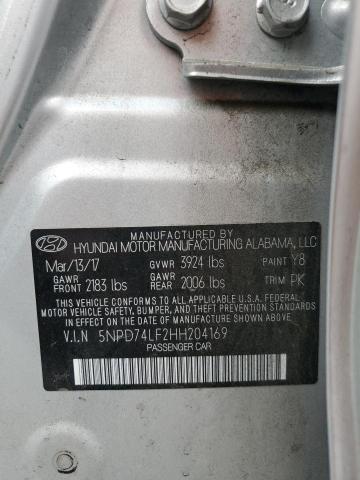 MANUFACTURED BY
HYUNDAI MOTOR MANUFACTURING ALABAMA, LLC
Mar/13/17 GVWR 3924 lbs PAINT Y8
GAWR FRONT 2183 lbs GAWR REAR 2006 lbs TRIM PK
THIS VEHICLE CONFORMS TO ALL APPLICABLE FEDERAL
MOTOR VEHICLE SAFETY, BUMPER, AND THEFT
PREVENTION STANDARDS IN EFFECT ON THE DATE OF
MANUFACTURE SHOWN ABOVE.
V.I.N 5NPD74LF2HH204169
PASSENGER CAR